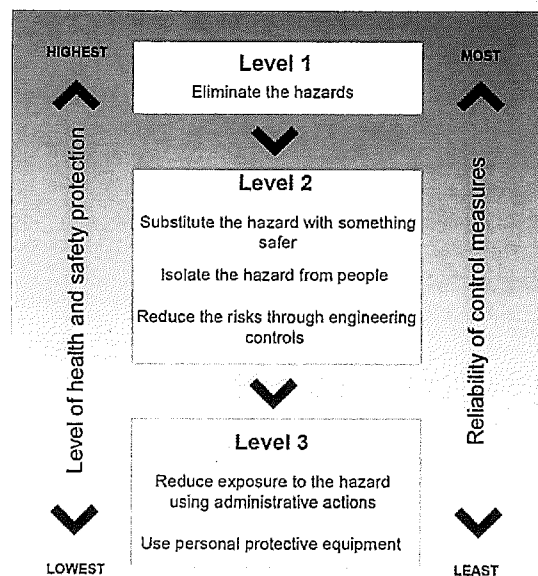 HIGHEST
MOST
Level 1
Eliminate the hazards
Level 2
Substitute the hazard with something
safer
Isolate the hazard from people
Reduce the risks through engineering
controls
Level 3
Reduce exposure to the hazard
using administrative actions
Use personal protective equipment
Level of health and safety protection
Reliability of control measures
LOWEST
LEAST